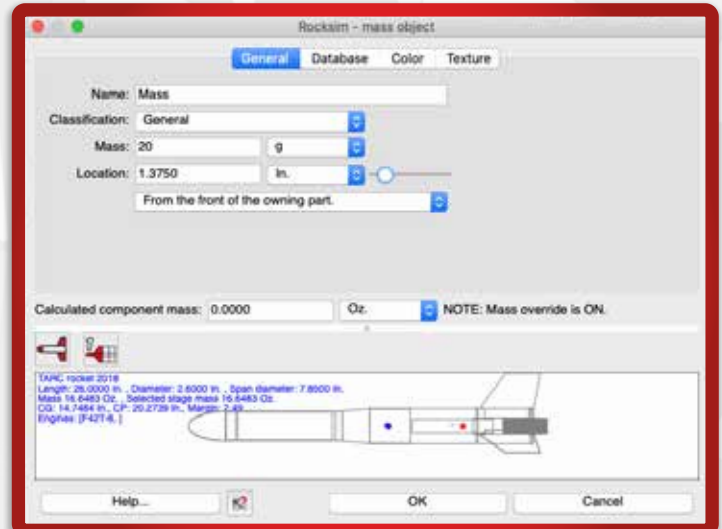 Rocksim - mass object
General Database Color Texture
Name: Mass
Classification: General
Mass: 20 g
Location: 1.3750 In.
From the front of the owning part.
Calculated component mass: 0.0000 Oz. NOTE: Mass override is ON.
TARC rocket 2018
Length: 26.0000 In. , Diameter: 2.6000 In. , Span diameter: 7.8500 In.
Mass 16.6463 Oz. , Selected stage mass 16.6463 Oz.
CG: 14.7484 In., CP: 20.2739 In., Margin: 2.49
Engines: [F42T-8, ]
Help... OK Cancel